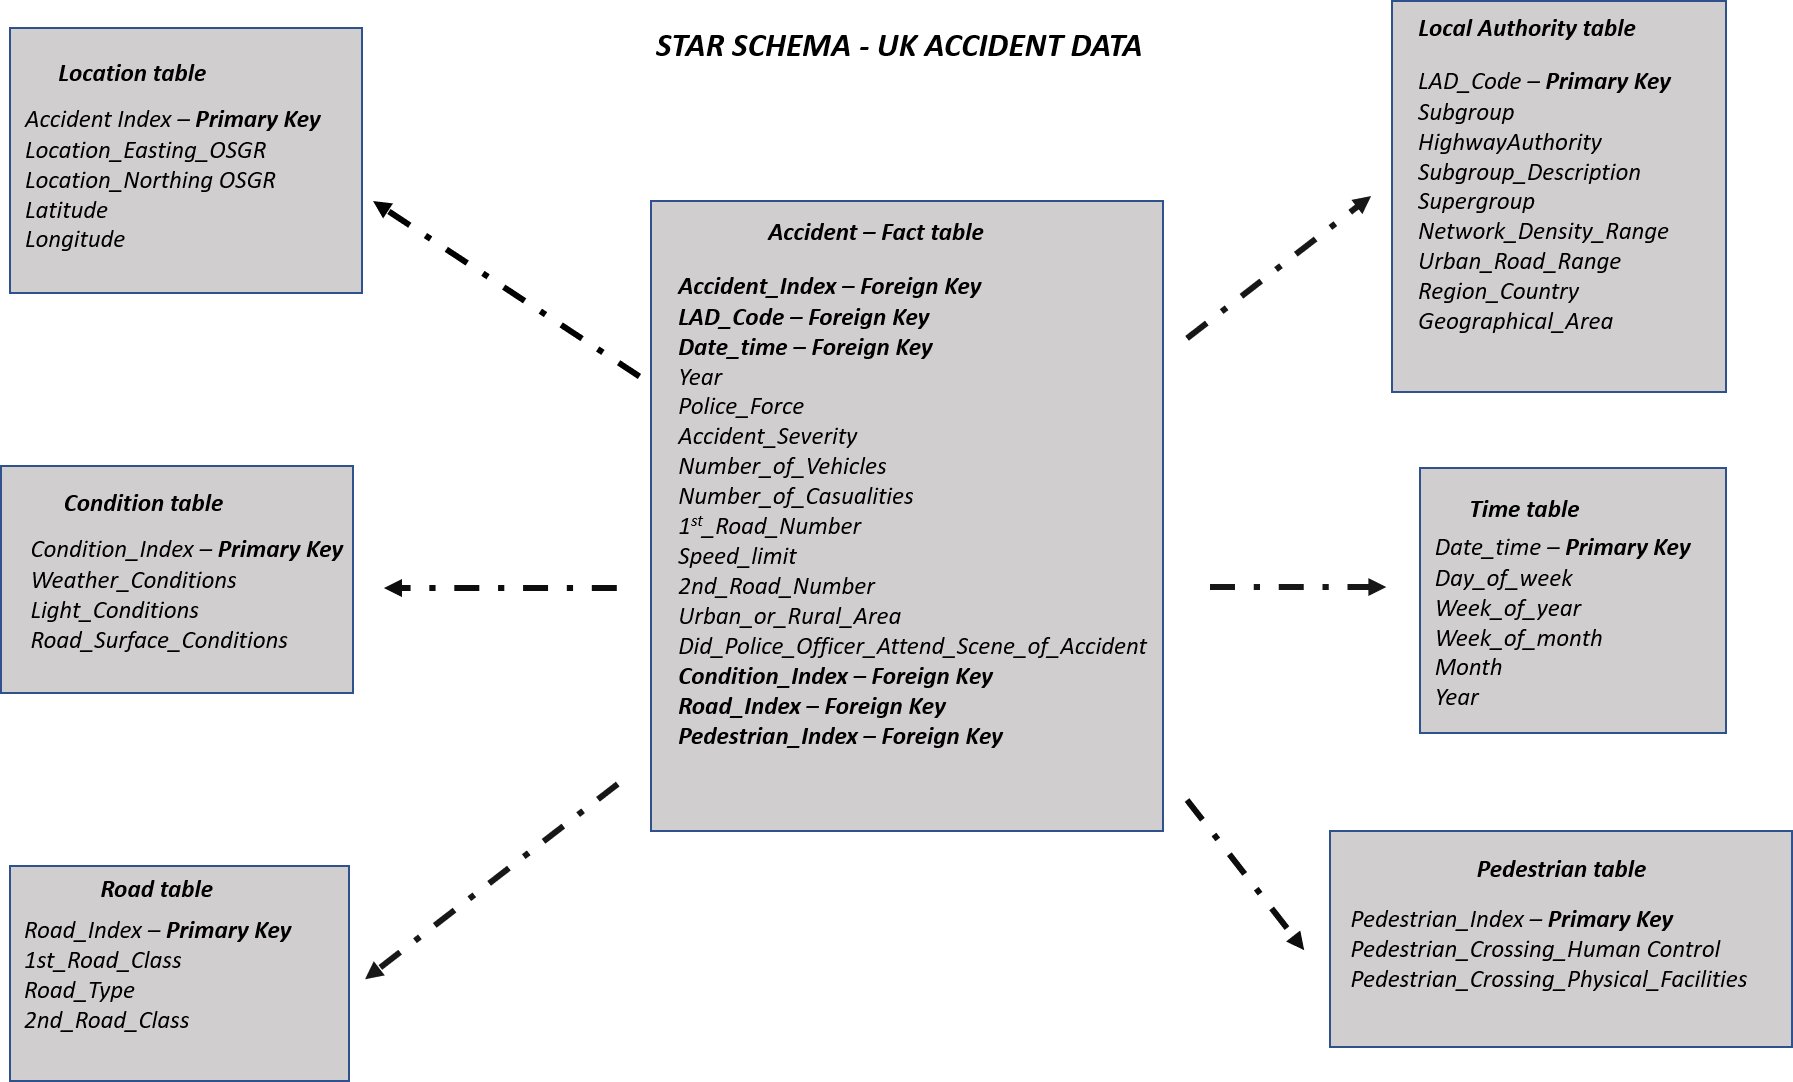 STAR SCHEMA - UK ACCIDENT DATA
Location table
Accident Index – Primary Key
Location_Easting_OSGR
Location_Northing OSGR
Latitude
Longitude
Condition table
Condition_Index – Primary Key
Weather_Conditions
Light_Conditions
Road_Surface_Conditions
Road table
Road_Index – Primary Key
1st_Road_Class
Road_Type
2nd_Road_Class
Accident – Fact table
Accident_Index – Foreign Key
LAD_Code – Foreign Key
Date_time – Foreign Key
Year
Police_Force
Accident_Severity
Number_of_Vehicles
Number_of_Casualities
1st_Road_Number
Speed_limit
2nd_Road_Number
Urban_or_Rural_Area
Did_Police_Officer_Attend_Scene_of_Accident
Condition_Index – Foreign Key
Road_Index – Foreign Key
Pedestrian_Index – Foreign Key
Local Authority table
LAD_Code – Primary Key
Subgroup
HighwayAuthority
Subgroup_Description
Supergroup
Network_Density_Range
Urban_Road_Range
Region_Country
Geographical_Area
Time table
Date_time – Primary Key
Day_of_week
Week_of_year
Week_of_month
Month
Year
Pedestrian table
Pedestrian_Index – Primary Key
Pedestrian_Crossing_Human Control
Pedestrian_Crossing_Physical_Facilities